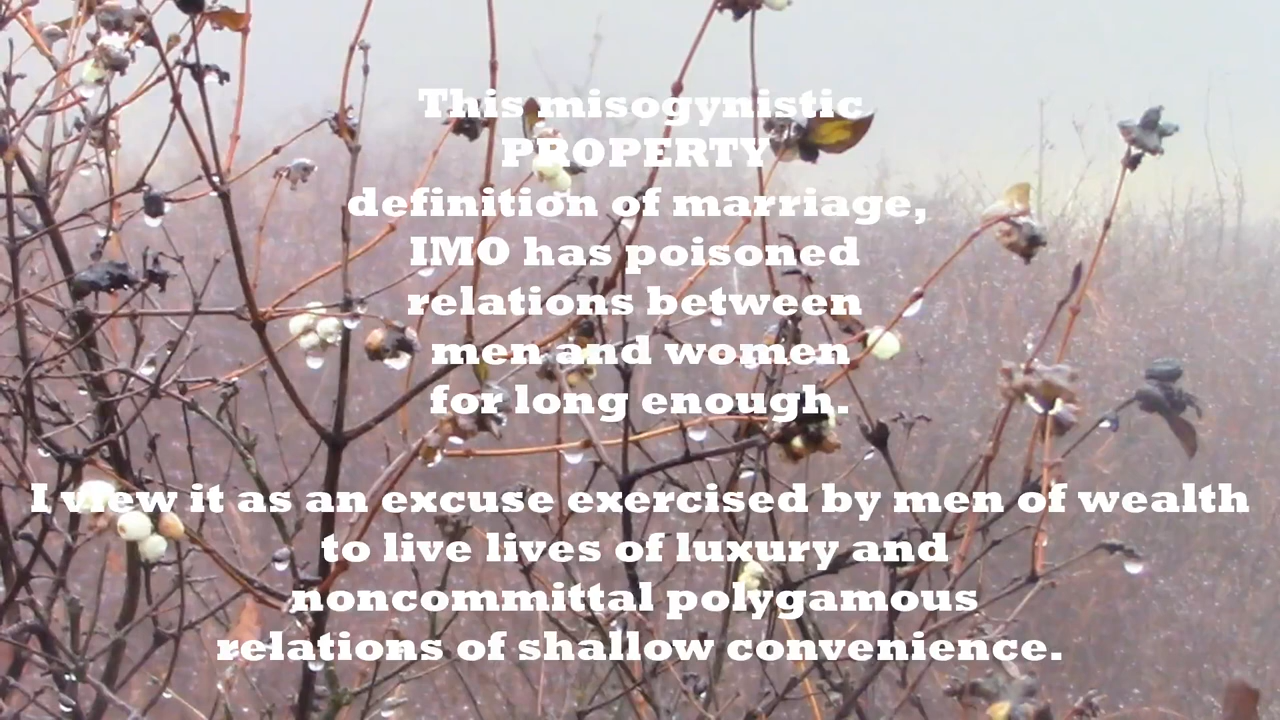 This misogynistic
PROPERTY
definition of marriage,
IMO has poisoned
relations between
men and women
for long enough.
I view it as an excuse exercised by men of wealth
to live lives of luxury and
noncommittal polygamous
relations of shallow convenience.